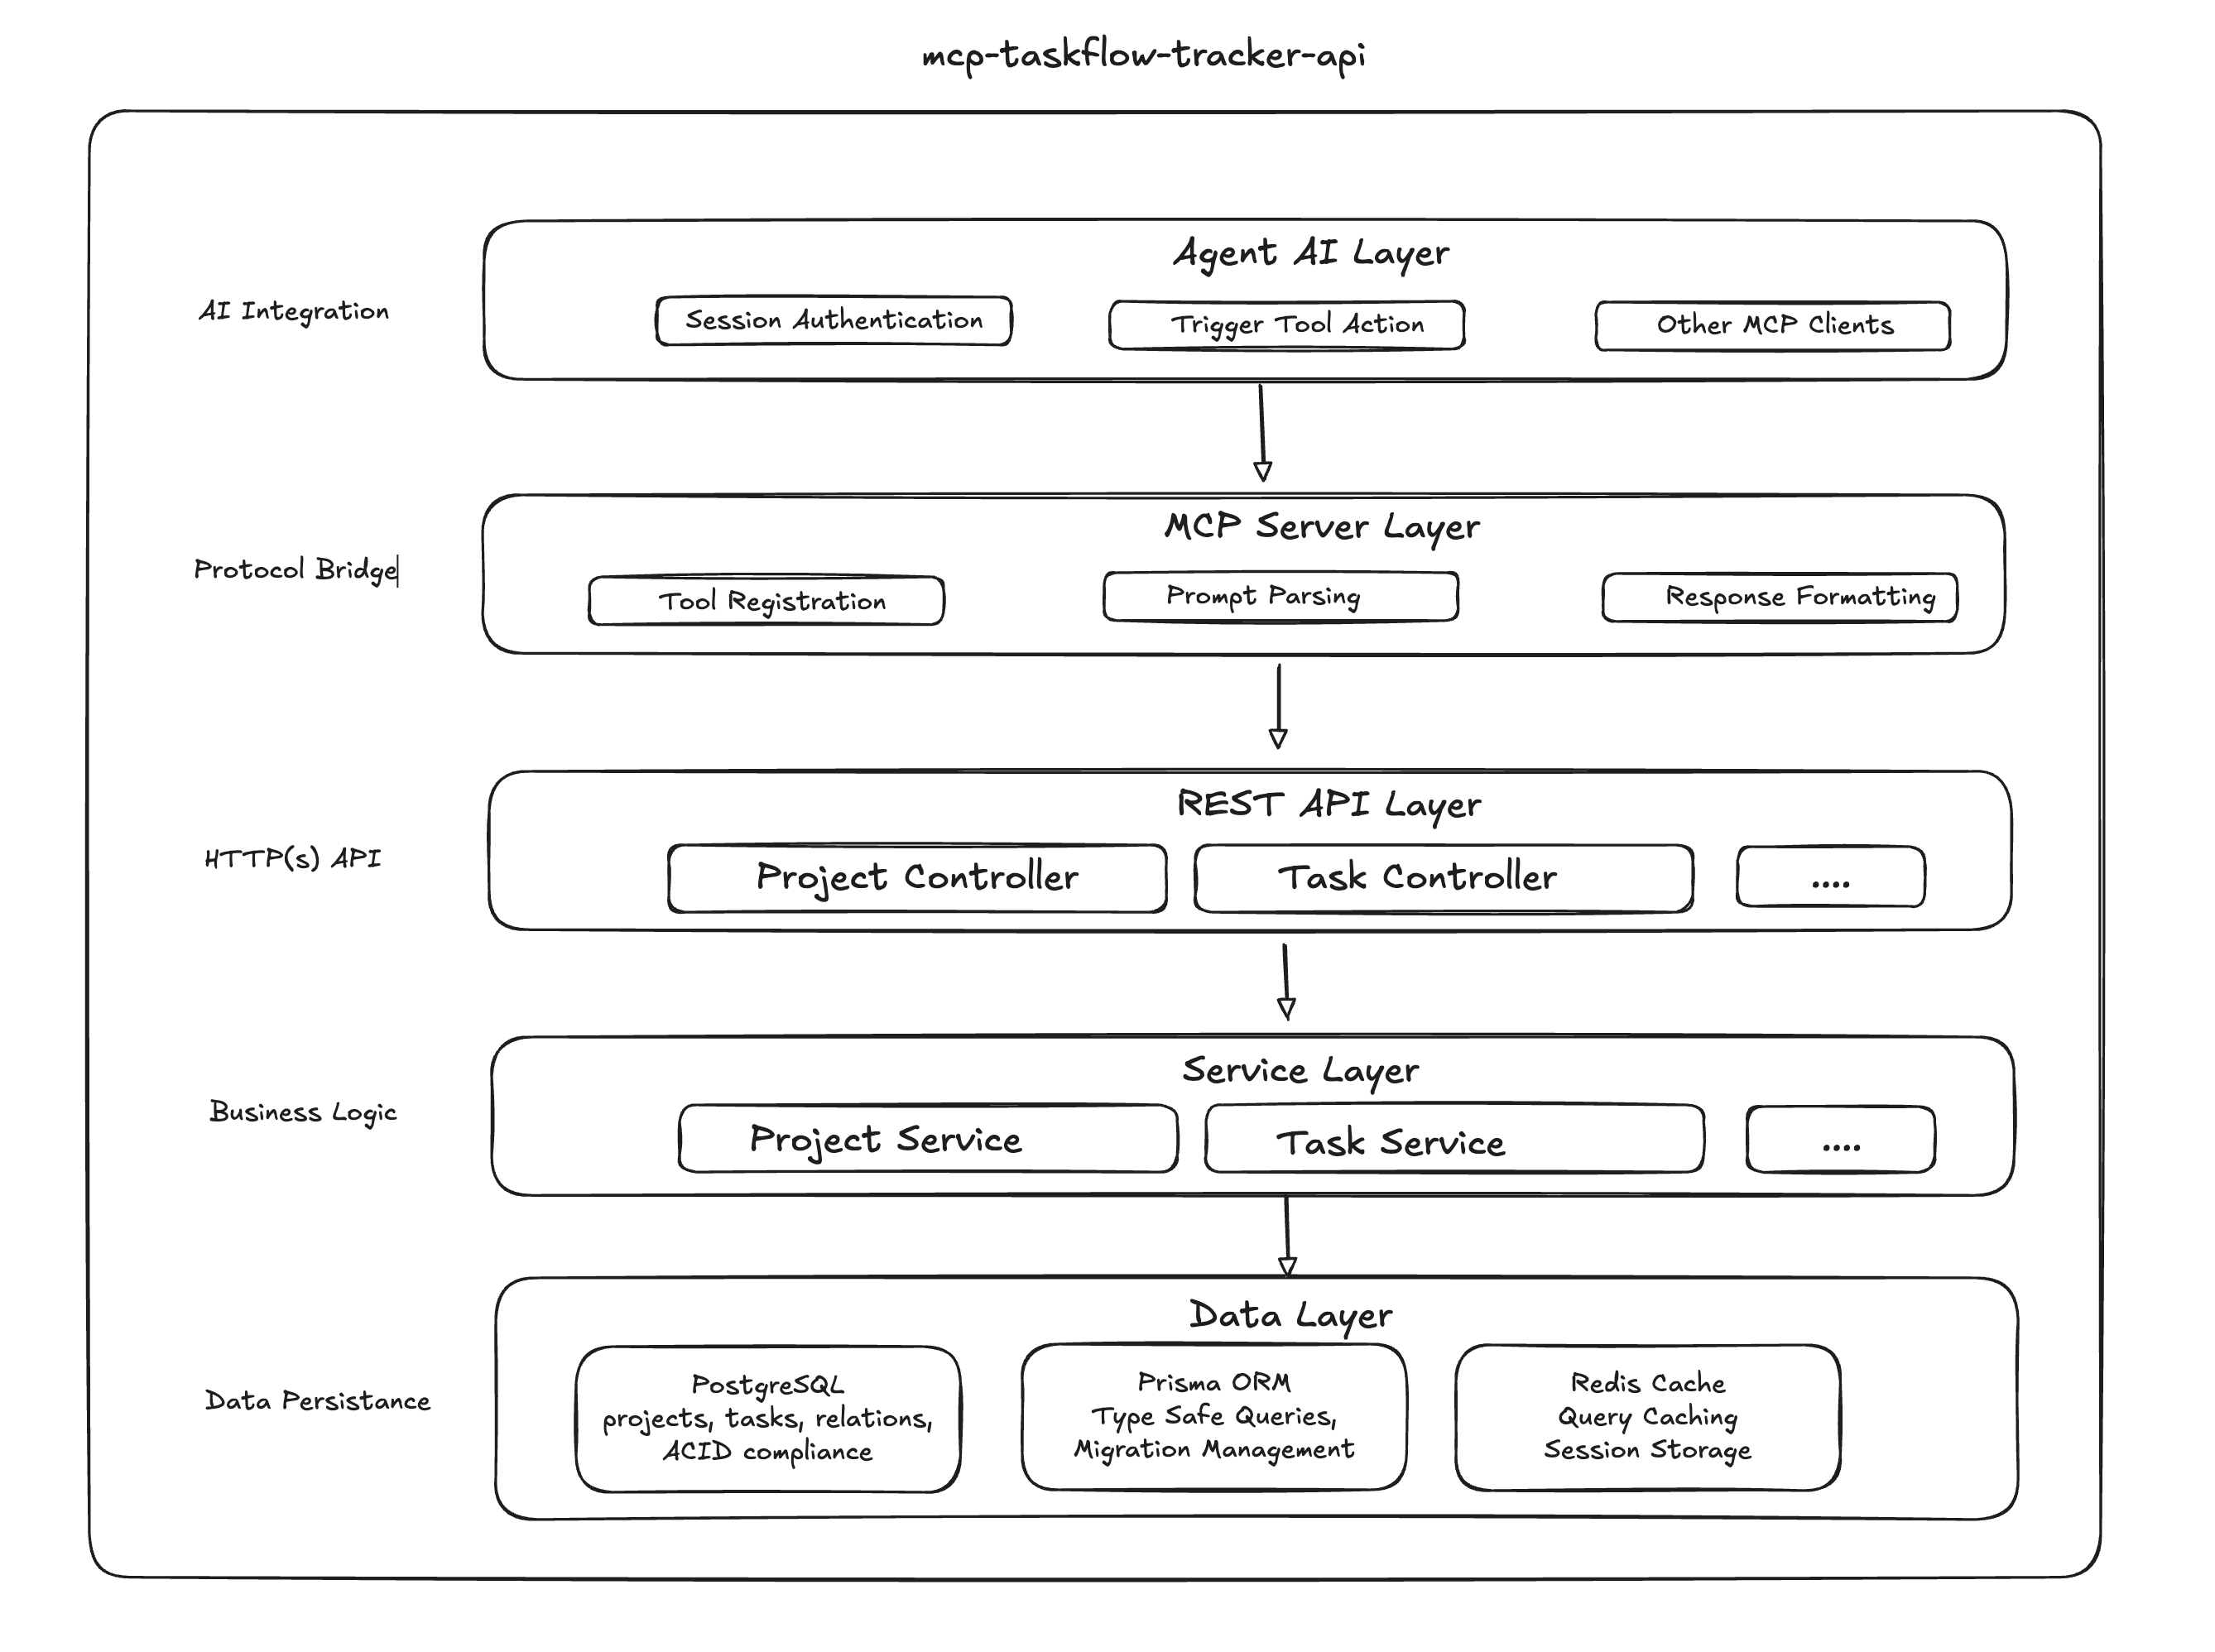 mcp-taskflow-tracker-api
Agent AI Layer
AI Integration
Session Authentication
Trigger Tool Action
Other MCP Clients
MCP Server Layer
Protocol Bridge
Tool Registration
Prompt Parsing
Response Formatting
REST API Layer
HTTP(s) API
Project Controller
Task Controller
....
Service Layer
Business Logic
Project Service
Task Service
....
Data Layer
Data Persistance
PostgreSQL
projects, tasks, relations,
ACID compliance
Prisma ORM
Type Safe Queries,
Migration Management
Redis Cache
Query Caching
Session Storage